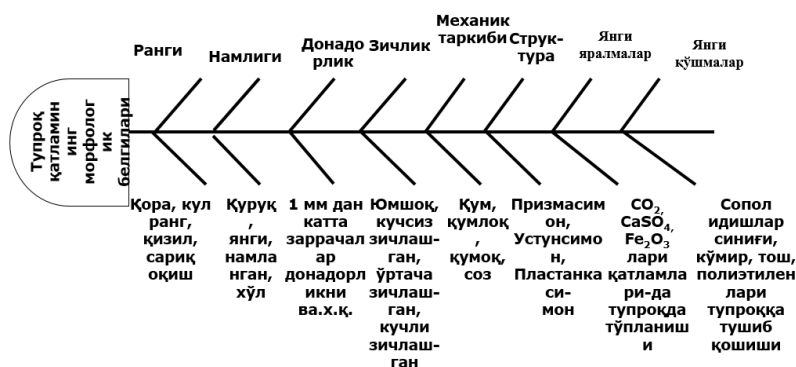 Тупроқ
қатламин
инг
морфолог
ик
белгилари
Ранги
Намлиги
Донадо
рлик
Зичлик
Механик
таркиби
Струк-
тура
Янги
яралмалар
Янги
қўшмалар
Қора, кул
ранг,
қизил,
сариқ
оқиш
Қуруқ
,
янги,
намла
нган,
хўл
1 мм дан
катта
заррачал
ар
донадорл
икни
ва.х.қ.
Юмшоқ,
кучсиз
зичлаш-
ган,
ўртача
зичлаш-
ган,
кучли
зичлаш-
ган
Қум,
қумлоқ
,
қумоқ,
соз
Призмасим
он,
Устунсимо
н,
Пластанка
си-
мон
CO2,
CaSO4,
Fe2O3
лари
қатламла
ри-да
тупроқда
тўпланиш
и
Сопол
идишлар
синиғи,
кўмир, тош,
полиэтилен
лари
тупроққа
тушиб
қошиши